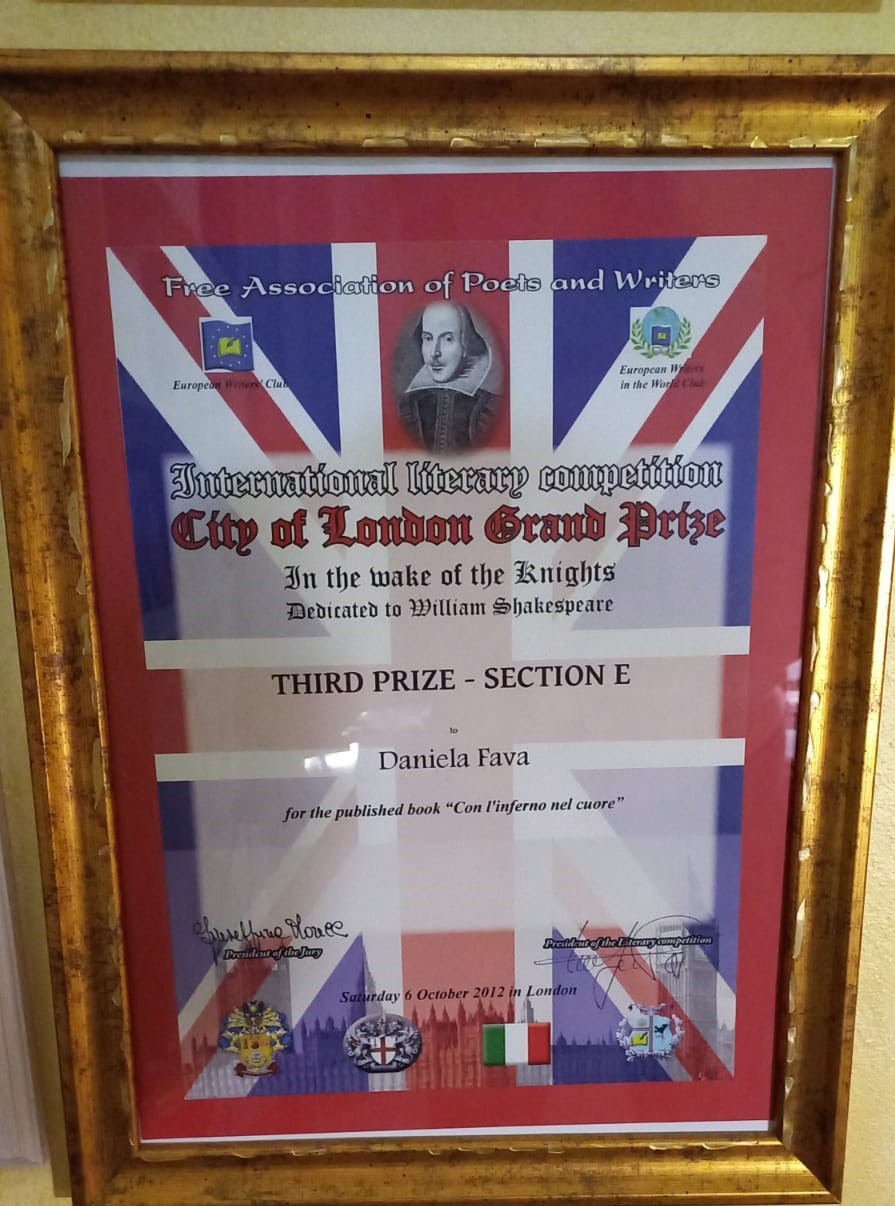 Free Association of Poets and Writers
European Writers' Club
European Writers
in the World Club
International literary competition
City of London Grand Prize
In the wake of the Knights
Dedicated to William Shakespeare
THIRD PRIZE - SECTION E
to
Daniela Fava
for the published book “Con l'inferno nel cuore”
President of the Jury
President of the Literary competition
Saturday 6 October 2012 in London